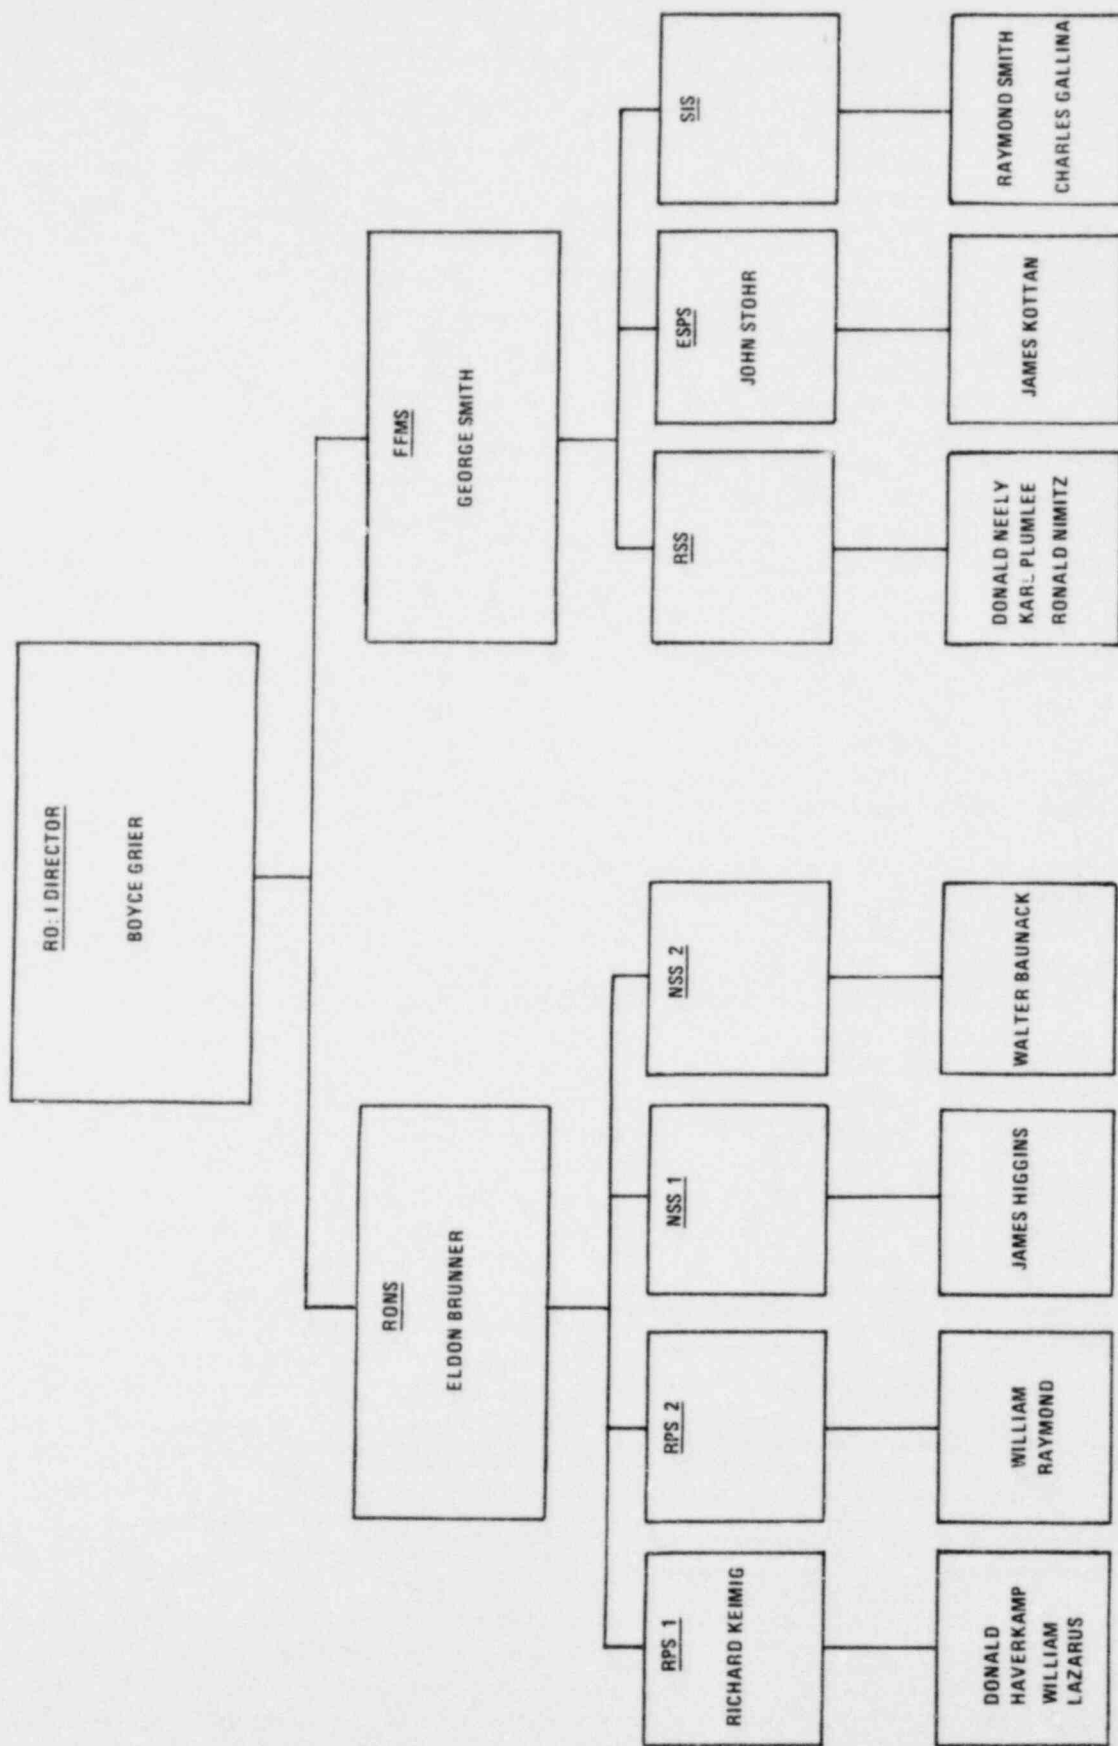 RO: I DIRECTOR
BOYCE GRIER
RONS
ELDON BRUNNER
FFMS
GEORGE SMITH
RPS 1
RICHARD KEIMIG
RPS 2
NSS 1
NSS 2
RSS
ESPS
JOHN STOHR
SIS
DONALD
HAVERKAMP
WILLIAM
LAZARUS
WILLIAM
RAYMOND
JAMES HIGGINS
WALTER BAUNACK
DONALD NEELY
KARL PLUMLEE
RONALD NIMITZ
JAMES KOTTAN
RAYMOND SMITH
CHARLES GALLINA